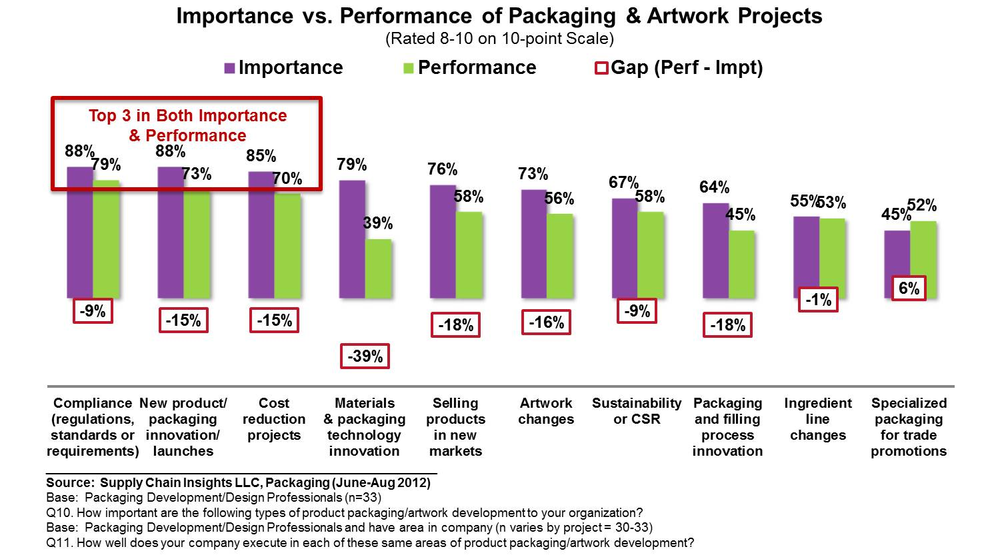 Importance vs. Performance of Packaging & Artwork Projects
(Rated 8-10 on 10-point Scale)
Importance
Performance
Gap (Perf - Impt)
Top 3 in Both Importance
& Performance
88%
79%
88%
73%
85%
70%
79%
39%
76%
58%
73%
56%
67%
58%
64%
45%
55%
53%
45%
52%
-9%
-15%
-15%
-39%
-18%
-16%
-9%
-18%
-1%
6%
Compliance
(regulations,
standards or
requirements)
New product/
packaging
innovation/
launches
Cost
reduction
projects
Materials
& packaging
technology
innovation
Selling
products
in new
markets
Artwork
changes
Sustainability
or CSR
Packaging
and filling
process
innovation
Ingredient
line
changes
Specialized
packaging
for trade
promotions
Source: Supply Chain Insights LLC, Packaging (June-Aug 2012)
Base: Packaging Development/Design Professionals (n=33)
Q10. How important are the following types of product packaging/artwork development to your organization?
Base: Packaging Development/Design Professionals and have area in company (n varies by project = 30-33)
Q11. How well does your company execute in each of these same areas of product packaging/artwork development?